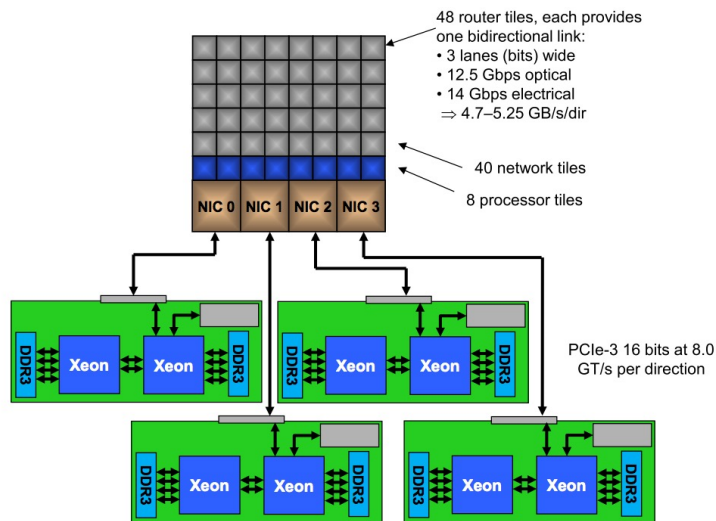 48 router tiles, each provides
one bidirectional link:
• 3 lanes (bits) wide
• 12.5 Gbps optical
• 14 Gbps electrical
⇒ 4.7–5.25 GB/s/dir
40 network tiles
8 processor tiles
NIC 0 NIC 1 NIC 2 NIC 3
DDR3 Xeon Xeon DDR3
DDR3 Xeon Xeon DDR3
PCIe-3 16 bits at 8.0
GT/s per direction
DDR3 Xeon Xeon DDR3
DDR3 Xeon Xeon DDR3